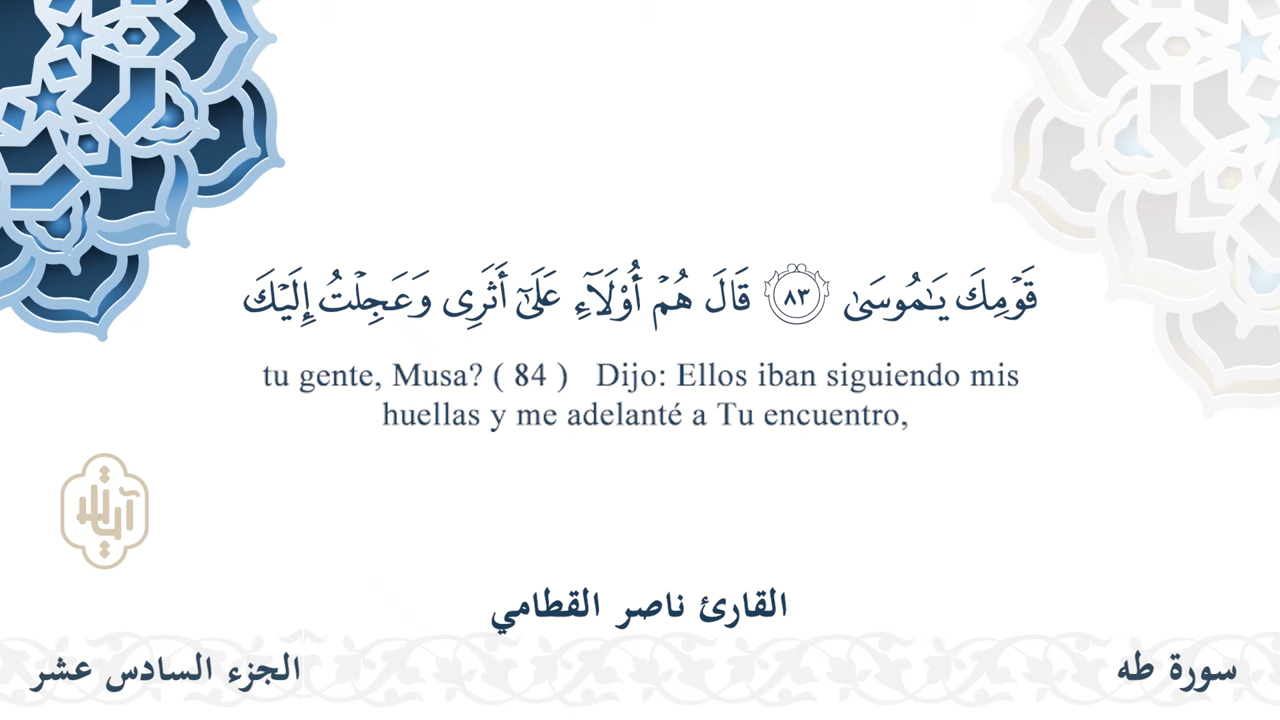 قَوْمِكَ يَـٰمُوسَىٰ ٨٣ قَالَ هُمْ أُو۟لَآءِ عَلَىٰٓ أَثَرِى وَعَجِلْتُ إِلَيْكَ
tu gente, Musa? ( 84 ) Dijo: Ellos iban siguiendo mis
huellas y me adelanté a Tu encuentro,
آيات
القارئ ناصر القطامي
سورة طه
الجزء السادس عشر